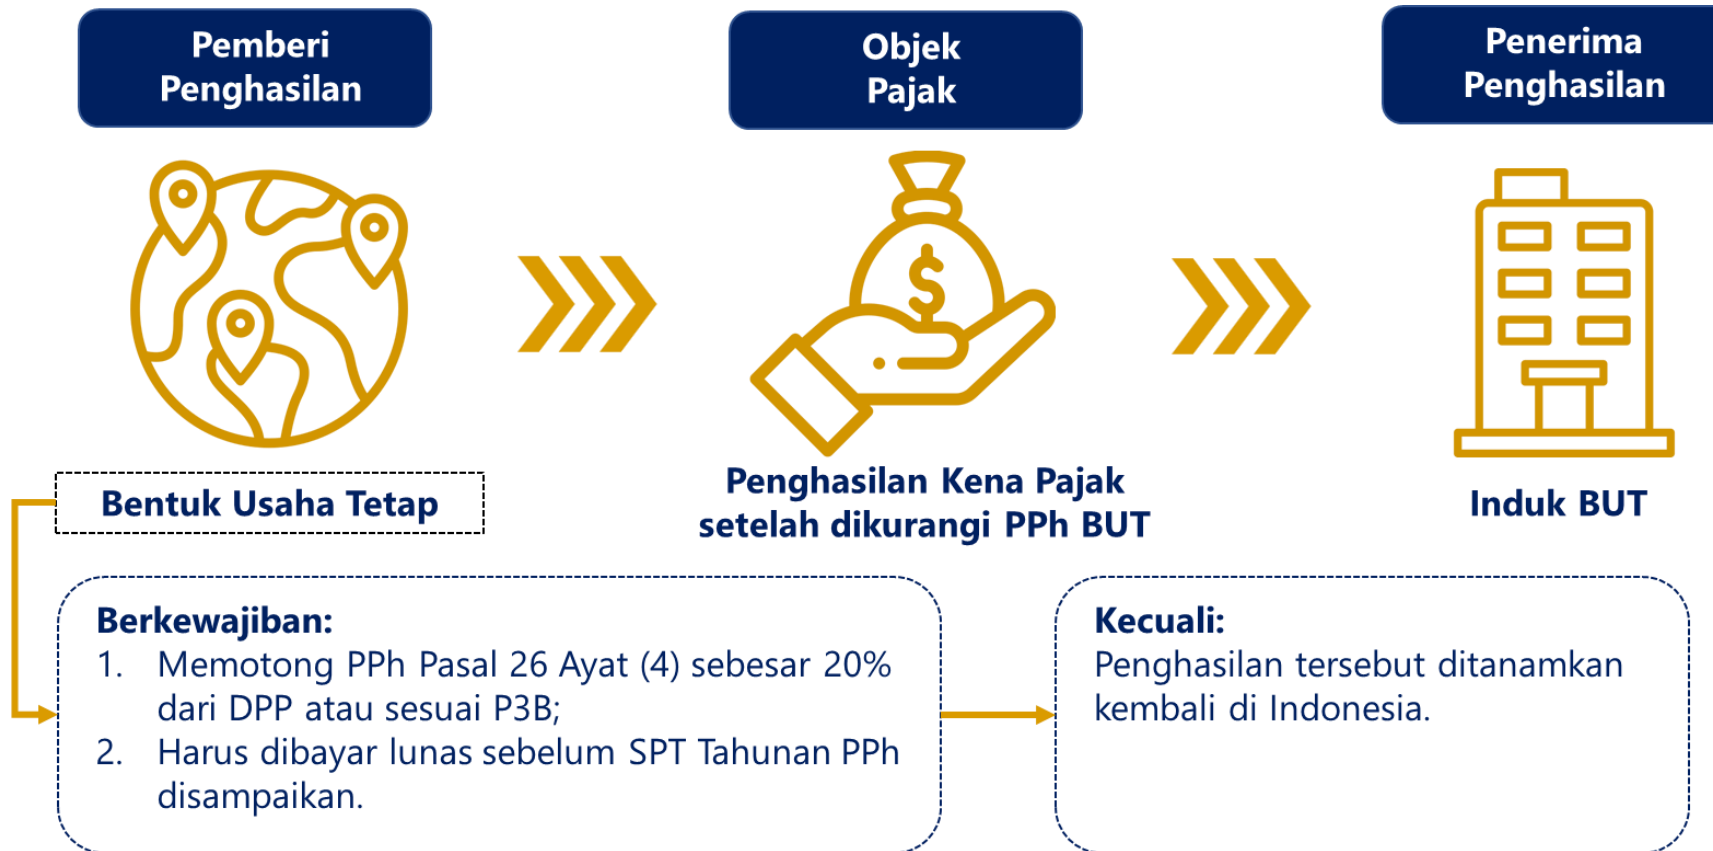 Pemberi
Penghasilan
Objek
Pajak
Penerima
Penghasilan
$
Bentuk Usaha Tetap
Penghasilan Kena Pajak
setelah dikurangi PPh BUT
Induk BUT
Berkewajiban:
1. Memotong PPh Pasal 26 Ayat (4) sebesar 20%
dari DPP atau sesuai P3B;
2. Harus dibayar lunas sebelum SPT Tahunan PPh
disampaikan.
Kecuali:
Penghasilan tersebut ditanamkan
kembali di Indonesia.